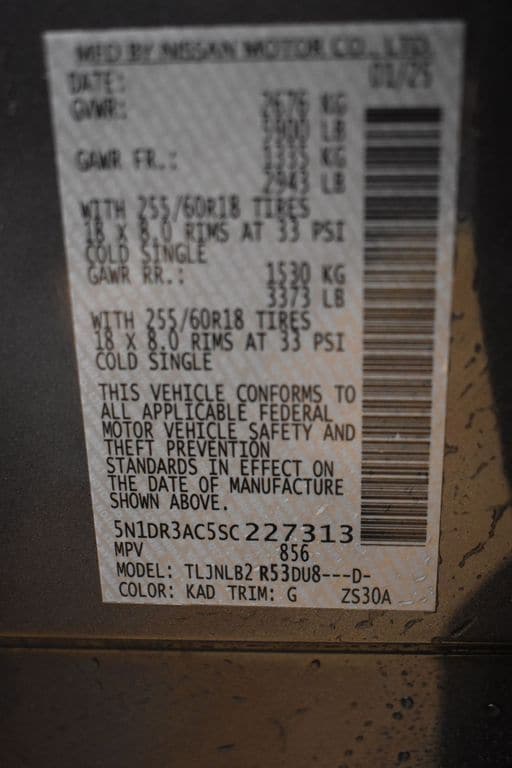 MFD BY NISSAN MOTOR CO., LTD.
DATE: 01/25
GVWR: 2676 KG
5900 LB
GAWR FR.: 1335 KG
2943 LB
WITH 255/60R18 TIRES
18 X 8.0 RIMS AT 33 PSI
COLD SINGLE
GAWR RR.: 1530 KG
3373 LB
WITH 255/60R18 TIRES
18 X 8.0 RIMS AT 33 PSI
COLD SINGLE
THIS VEHICLE CONFORMS TO
ALL APPLICABLE FEDERAL
MOTOR VEHICLE SAFETY AND
THEFT PREVENTION
STANDARDS IN EFFECT ON
THE DATE OF MANUFACTURE
SHOWN ABOVE.
5N1DR3AC5SC227313
MPV 856
MODEL: TLJNLB2 R53DU8---D-
COLOR: KAD TRIM: G ZS30A